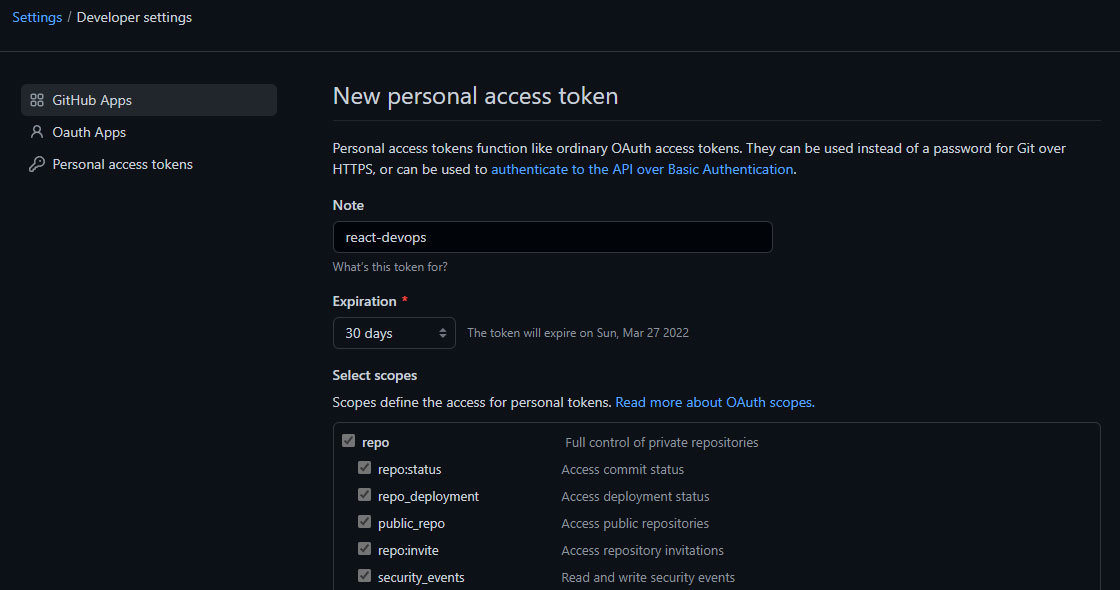 Settings / Developer settings
GitHub Apps
Oauth Apps
Personal access tokens
New personal access token
Personal access tokens function like ordinary OAuth access tokens. They can be used instead of a password for Git over
HTTPS, or can be used to authenticate to the API over Basic Authentication.
Note
react-devops
What's this token for?
Expiration *
30 days The token will expire on Sun, Mar 27 2022
Select scopes
Scopes define the access for personal tokens. Read more about OAuth scopes.
repo Full control of private repositories
repo:status Access commit status
repo_deployment Access deployment status
public_repo Access public repositories
repo:invite Access repository invitations
security_events Read and write security events